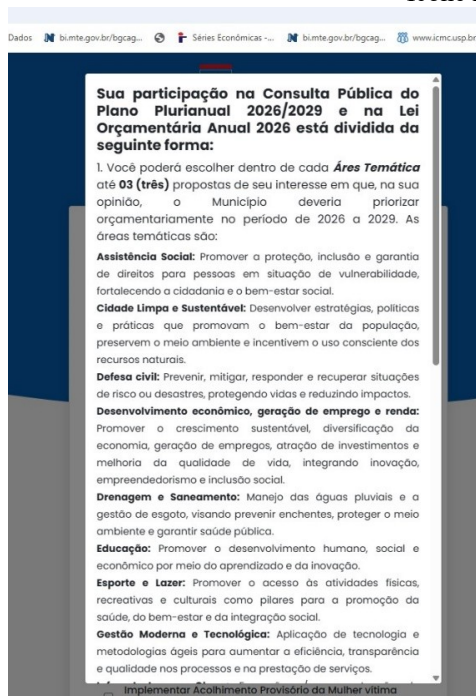 Dados bi.mte.gov.br/bgcag... Séries Econômicas -... bi.mte.gov.br/bgcag... www.icmc.usp.br
Sua participação na Consulta Pública do
Plano Plurianual 2026/2029 e na Lei
Orçamentária Anual 2026 está dividida da
seguinte forma:
1. Você poderá escolher dentro de cada Áres Temática
até 03 (três) propostas de seu interesse em que, na sua
opinião, o Município deveria priorizar
orçamentariamente no período de 2026 a 2029. As
áreas temáticas são:
Assistência Social: Promover a proteção, inclusão e garantia
de direitos para pessoas em situação de vulnerabilidade,
fortalecendo a cidadania e o bem-estar social.
Cidade Limpa e Sustentável: Desenvolver estratégias, políticas
e práticas que promovam o bem-estar da população,
preservem o meio ambiente e incentivem o uso consciente dos
recursos naturais.
Defesa civil: Prevenir, mitigar, responder e recuperar situações
de risco ou desastres, protegendo vidas e reduzindo impactos.
Desenvolvimento econômico, geração de emprego e renda:
Promover o crescimento sustentável, diversificação da
economia, geração de empregos, atração de investimentos e
melhoria da qualidade de vida, integrando inovação,
empreendedorismo e inclusão social.
Drenagem e Saneamento: Manejo das águas pluviais e a
gestão de esgoto, visando prevenir enchentes, proteger o meio
ambiente e garantir saúde pública.
Educação: Promover o desenvolvimento humano, social e
econômico por meio do aprendizado e da inovação.
Esporte e Lazer: Promover o acesso às atividades físicas,
recreativas e culturais como pilares para a promoção da
saúde, do bem-estar e da integração social.
Gestão Moderna e Tecnológica: Aplicação de tecnologia e
metodologias ágeis para aumentar a eficiência, transparência
e qualidade nos processos e na prestação de serviços.
Implementar Acolhimento Provisório da Mulher vítima